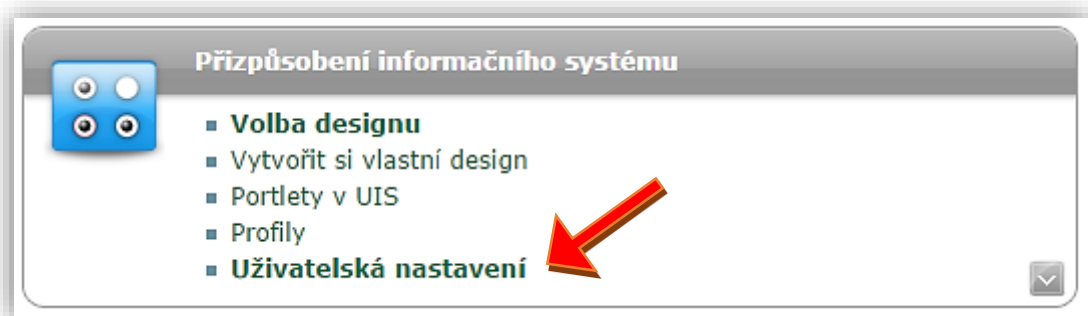 Přizpůsobení informačního systému
Volba designu
Vytvořit si vlastní design
Portlety v UIS
Profily
Uživatelská nastavení